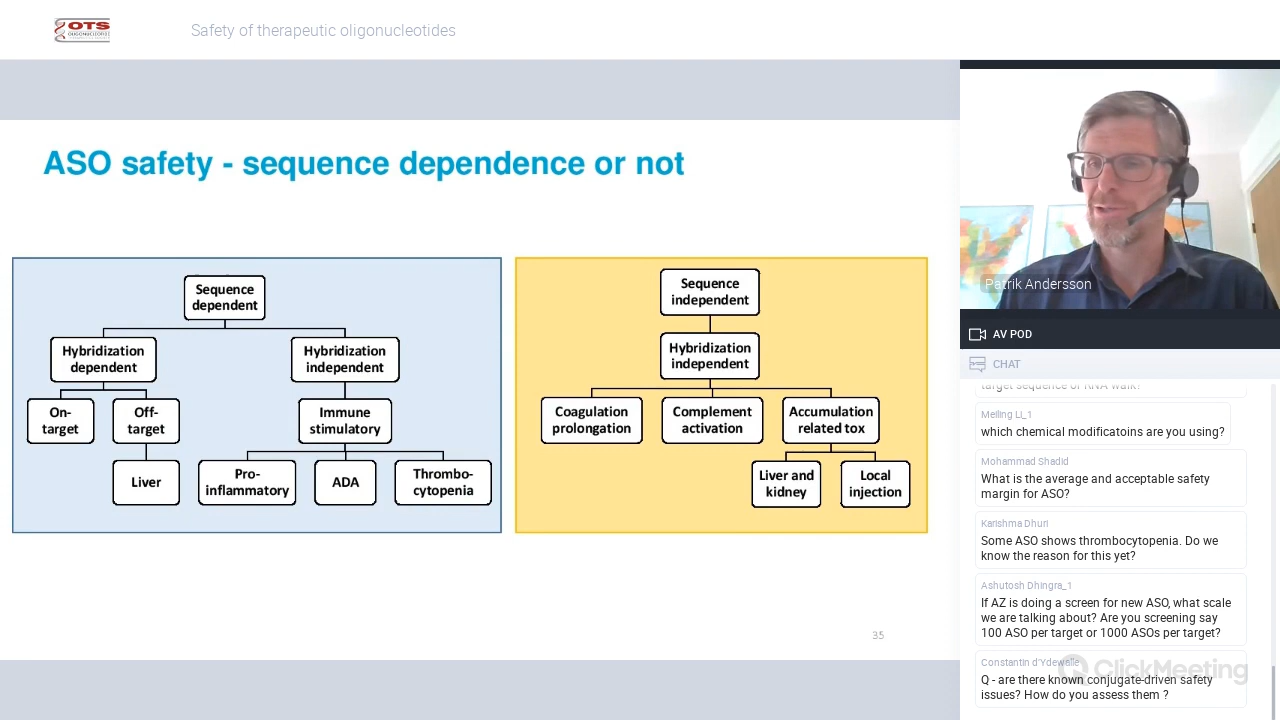 OTS
Safety of therapeutic oligonucleotides
ASO safety - sequence dependence or not
Sequence
dependent
Hybridization
dependent
Hybridization
independent
On-
target
Off-
target
Immune
stimulatory
Liver
Pro-
inflammatory
ADA
Thrombo-
cytopenia
Sequence
independent
Hybridization
independent
Coagulation
prolongation
Complement
activation
Accumulation
related tox
Liver and
kidney
Local
injection
35
Patrik Andersson
AV POD
CHAT
target sequence or RNA walk?
Meiling Li_1
which chemical modificatoins are you using?
Mohammad Shadid
What is the average and acceptable safety
margin for ASO?
Karishma Dhuri
Some ASO shows thrombocytopenia. Do we
know the reason for this yet?
Ashutosh Dhingra_1
If AZ is doing a screen for new ASO, what scale
we are talking about? Are you screening say
100 ASO per target or 1000 ASOs per target?
Constantin d'Ydewalle
Q - are there known conjugate-driven safety
issues? How do you assess them ?
ClickMeeting